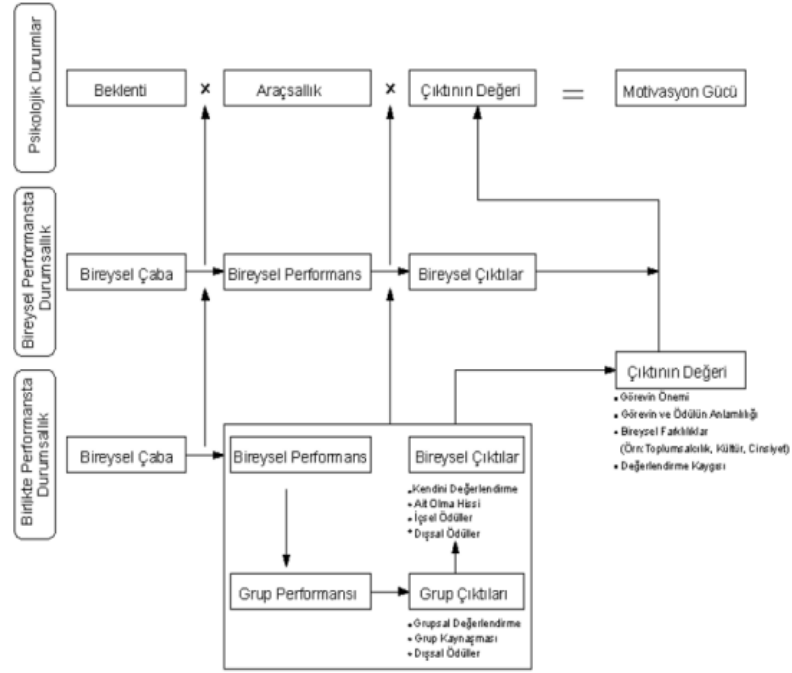 Psikolojik Durumlar
Beklenti
×
Araçsallık
×
Çıktının Değeri
=
Motivasyon Gücü
Bireysel Performansta
Durumsallık
Bireysel Çaba
Bireysel Performans
Bireysel Çıktılar
Çıktının Değeri
• Görevin Önemi
• Görevin ve Ödülün Anlamlılığı
• Bireysel Farklılıklar
(Örn: Toplumsalcılık, Kültür, Cinsiyet)
• Değerlendirme Kaygısı
Birlikte Performansta
Durumsallık
Bireysel Çaba
Bireysel Performans
Bireysel Çıktılar
• Kendini Değerlendirme
• Ait Olma Hissi
• İçsel Ödüller
• Dışsal Ödüller
Grup Performansı
Grup Çıktıları
• Grupsal Değerlendirme
• Grup Kaynaşması
• Dışsal Ödüller